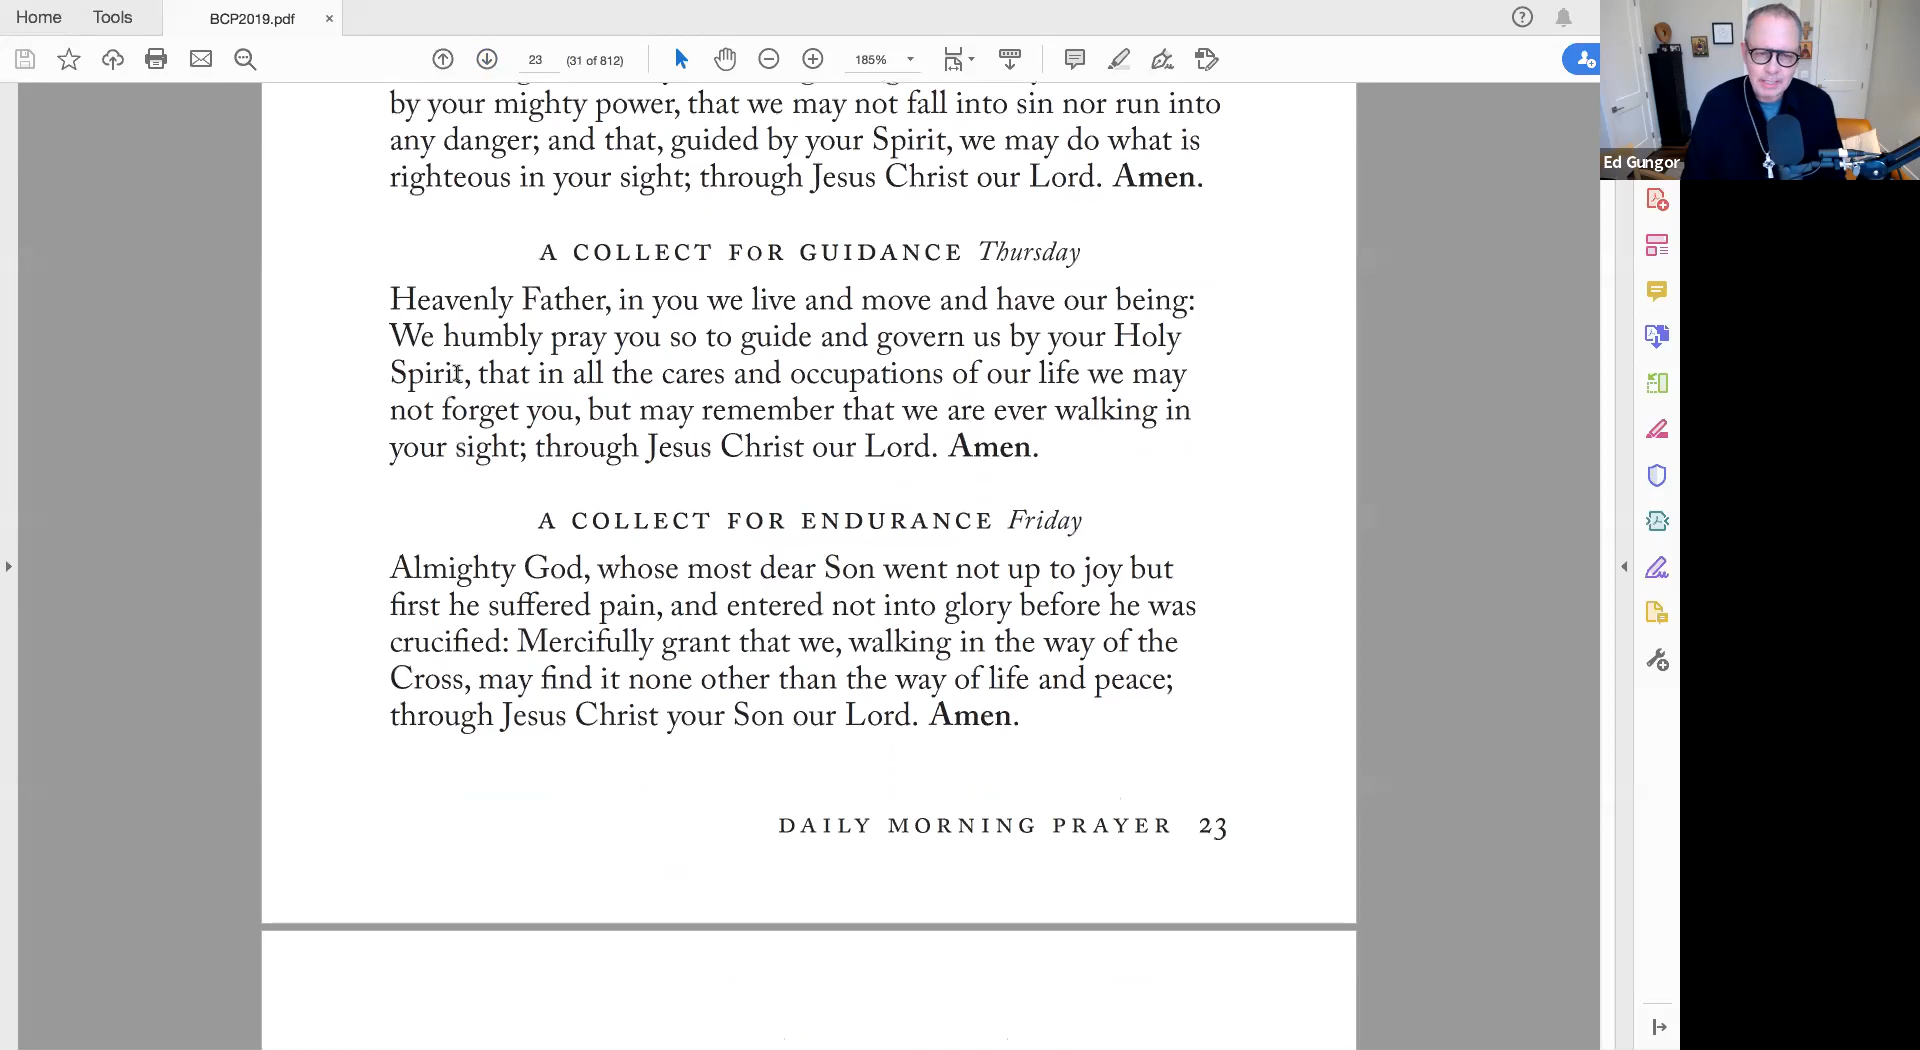 Home Tools BCP2019.pdf ×
23 (31 of 812) 185%
by your mighty power, that we may not fall into sin nor run into
any danger; and that, guided by your Spirit, we may do what is
righteous in your sight; through Jesus Christ our Lord. Amen.
A COLLECT FOR GUIDANCE Thursday
Heavenly Father, in you we live and move and have our being:
We humbly pray you so to guide and govern us by your Holy
Spirit, that in all the cares and occupations of our life we may
not forget you, but may remember that we are ever walking in
your sight; through Jesus Christ our Lord. Amen.
A COLLECT FOR ENDURANCE Friday
Almighty God, whose most dear Son went not up to joy but
first he suffered pain, and entered not into glory before he was
crucified: Mercifully grant that we, walking in the way of the
Cross, may find it none other than the way of life and peace;
through Jesus Christ your Son our Lord. Amen.
DAILY MORNING PRAYER 23
Ed Gungor